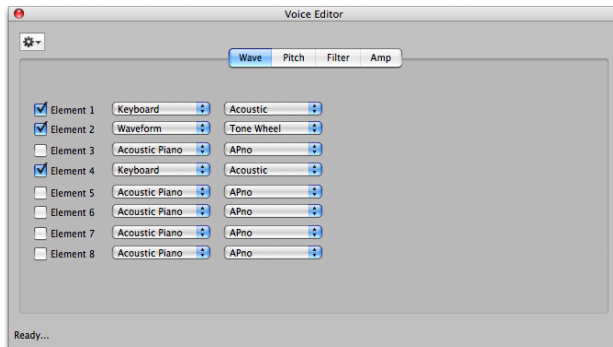 Voice Editor
Wave Pitch Filter Amp
Element 1 Keyboard Acoustic
Element 2 Waveform Tone Wheel
Element 3 Acoustic Piano APno
Element 4 Keyboard Acoustic
Element 5 Acoustic Piano APno
Element 6 Acoustic Piano APno
Element 7 Acoustic Piano APno
Element 8 Acoustic Piano APno
Ready...